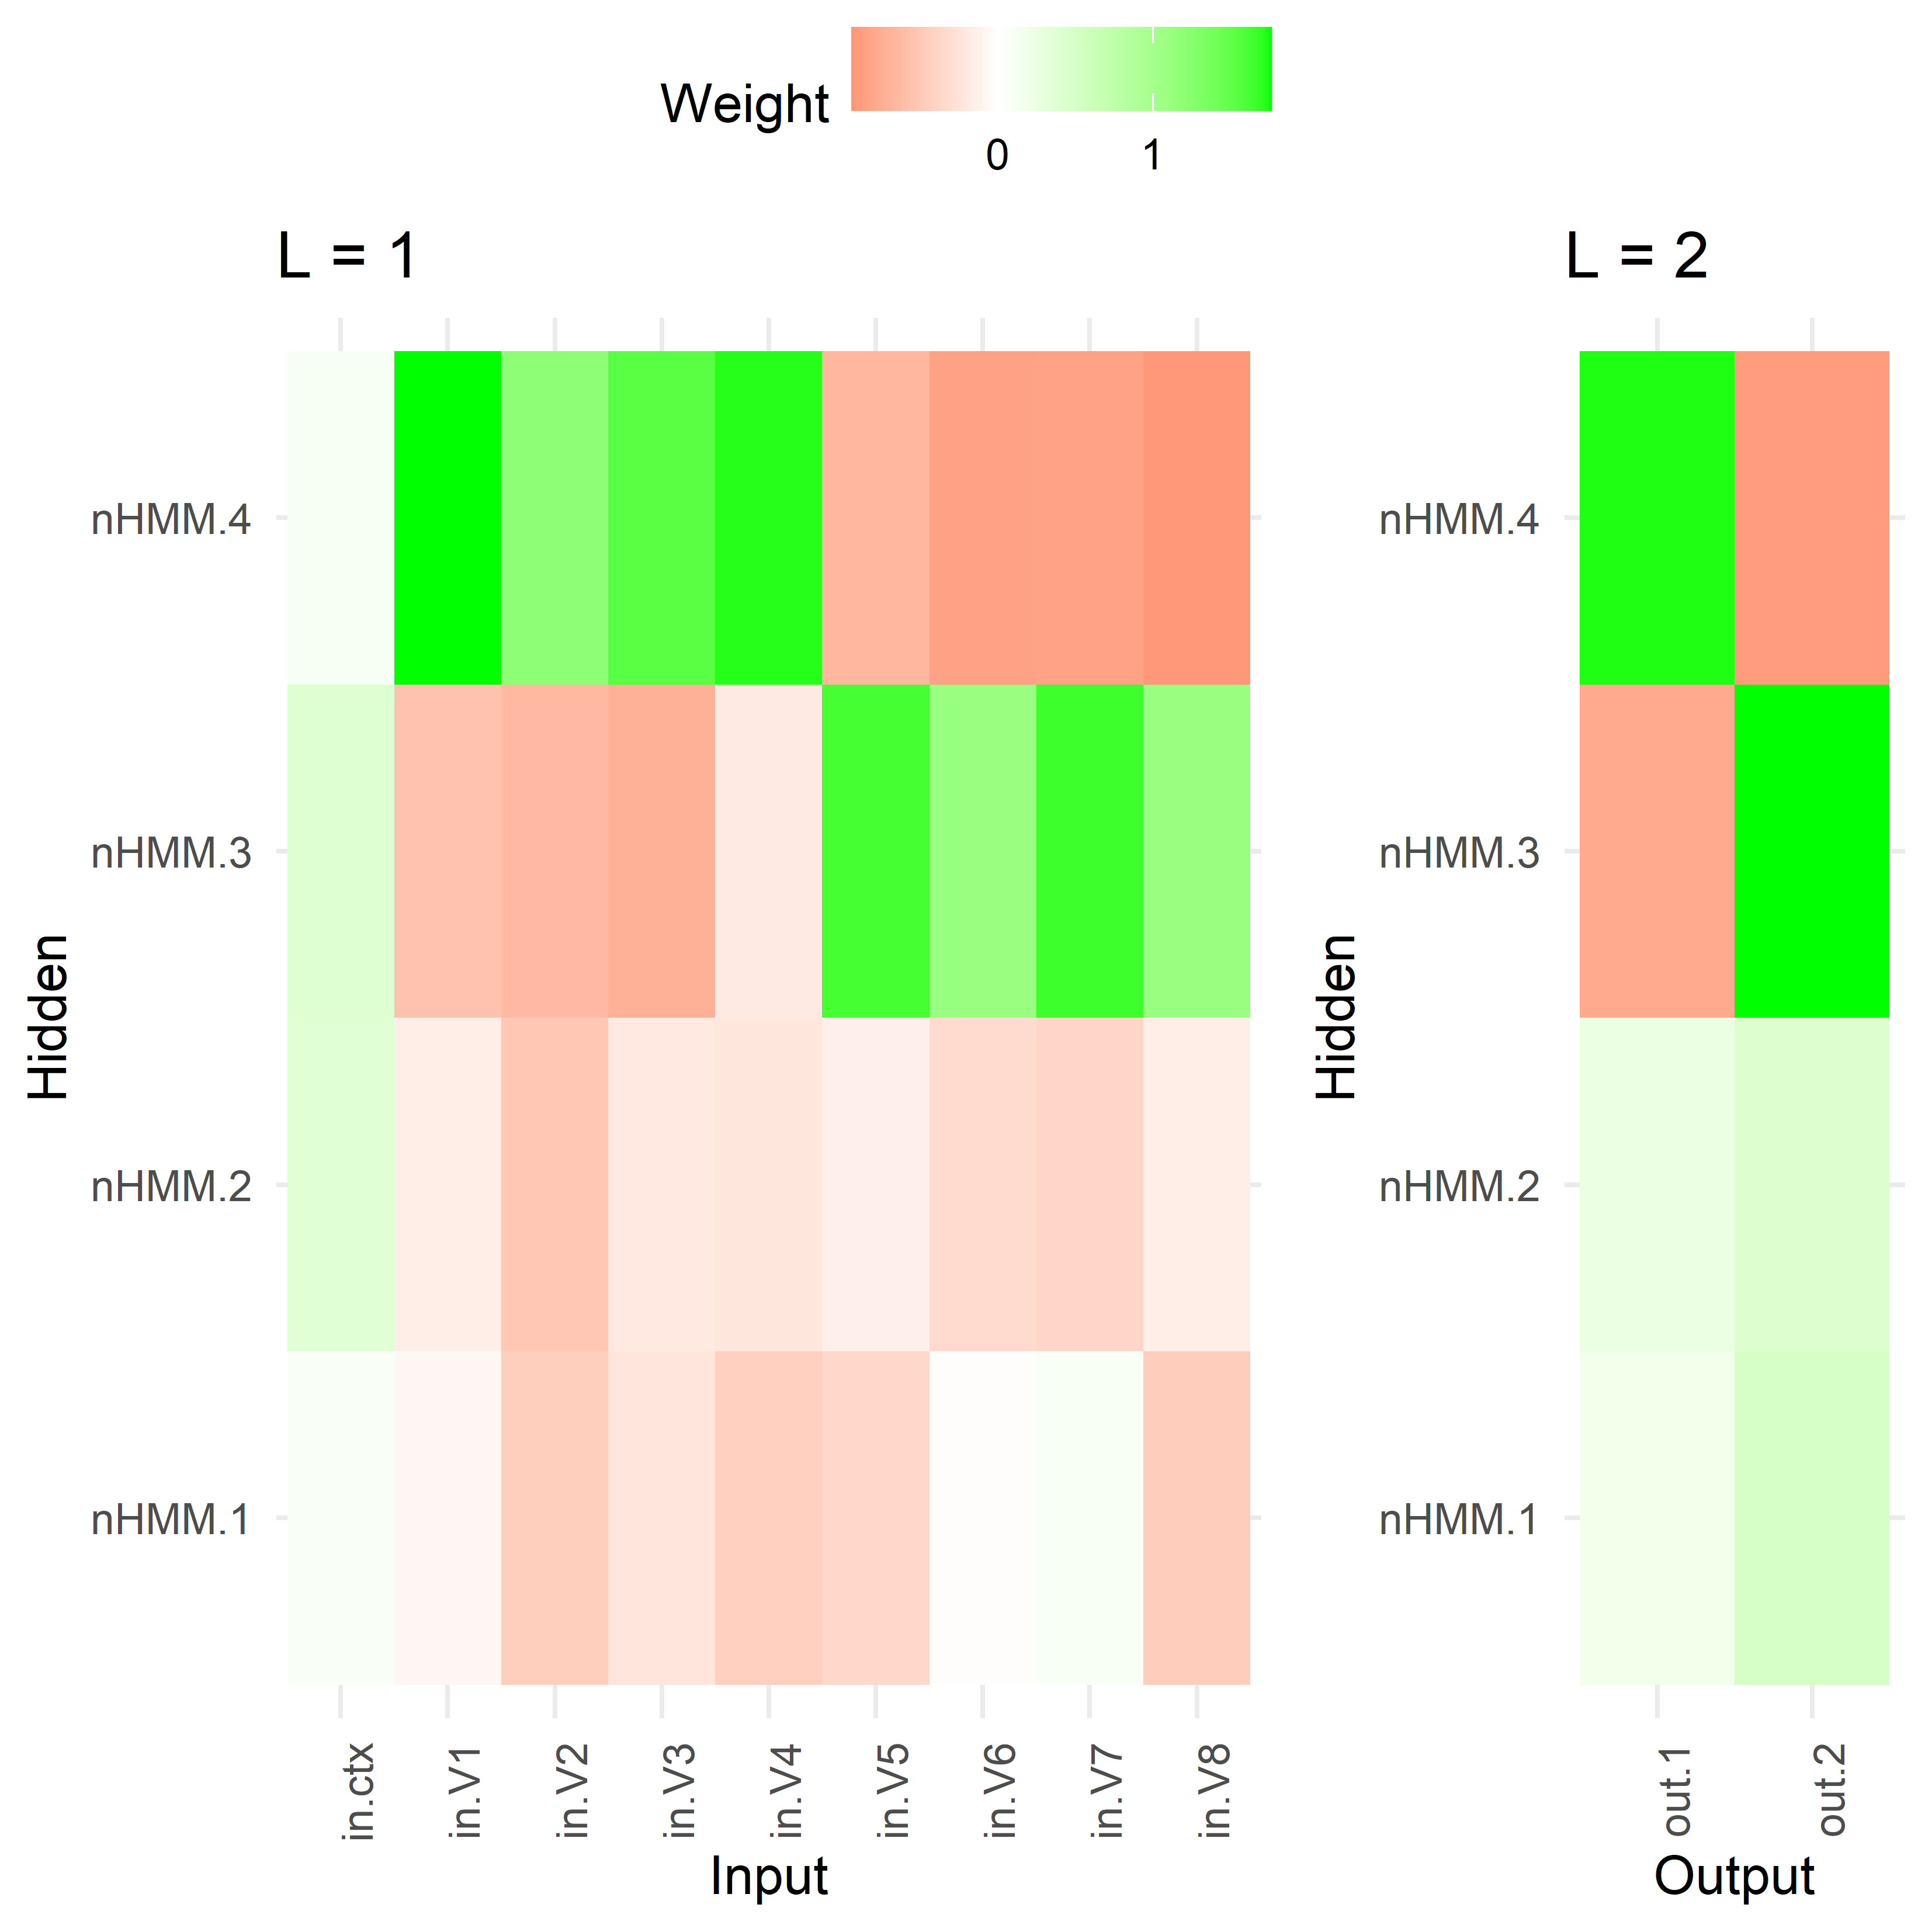 Weight
0 1
L = 1
L = 2
Hidden
nHMM.4
nHMM.3
nHMM.2
nHMM.1
in.ctx
in.V1
in.V2
in.V3
in.V4
in.V5
in.V6
in.V7
in.V8
Input
Hidden
nHMM.4
nHMM.3
nHMM.2
nHMM.1
out.1
out.2
Output